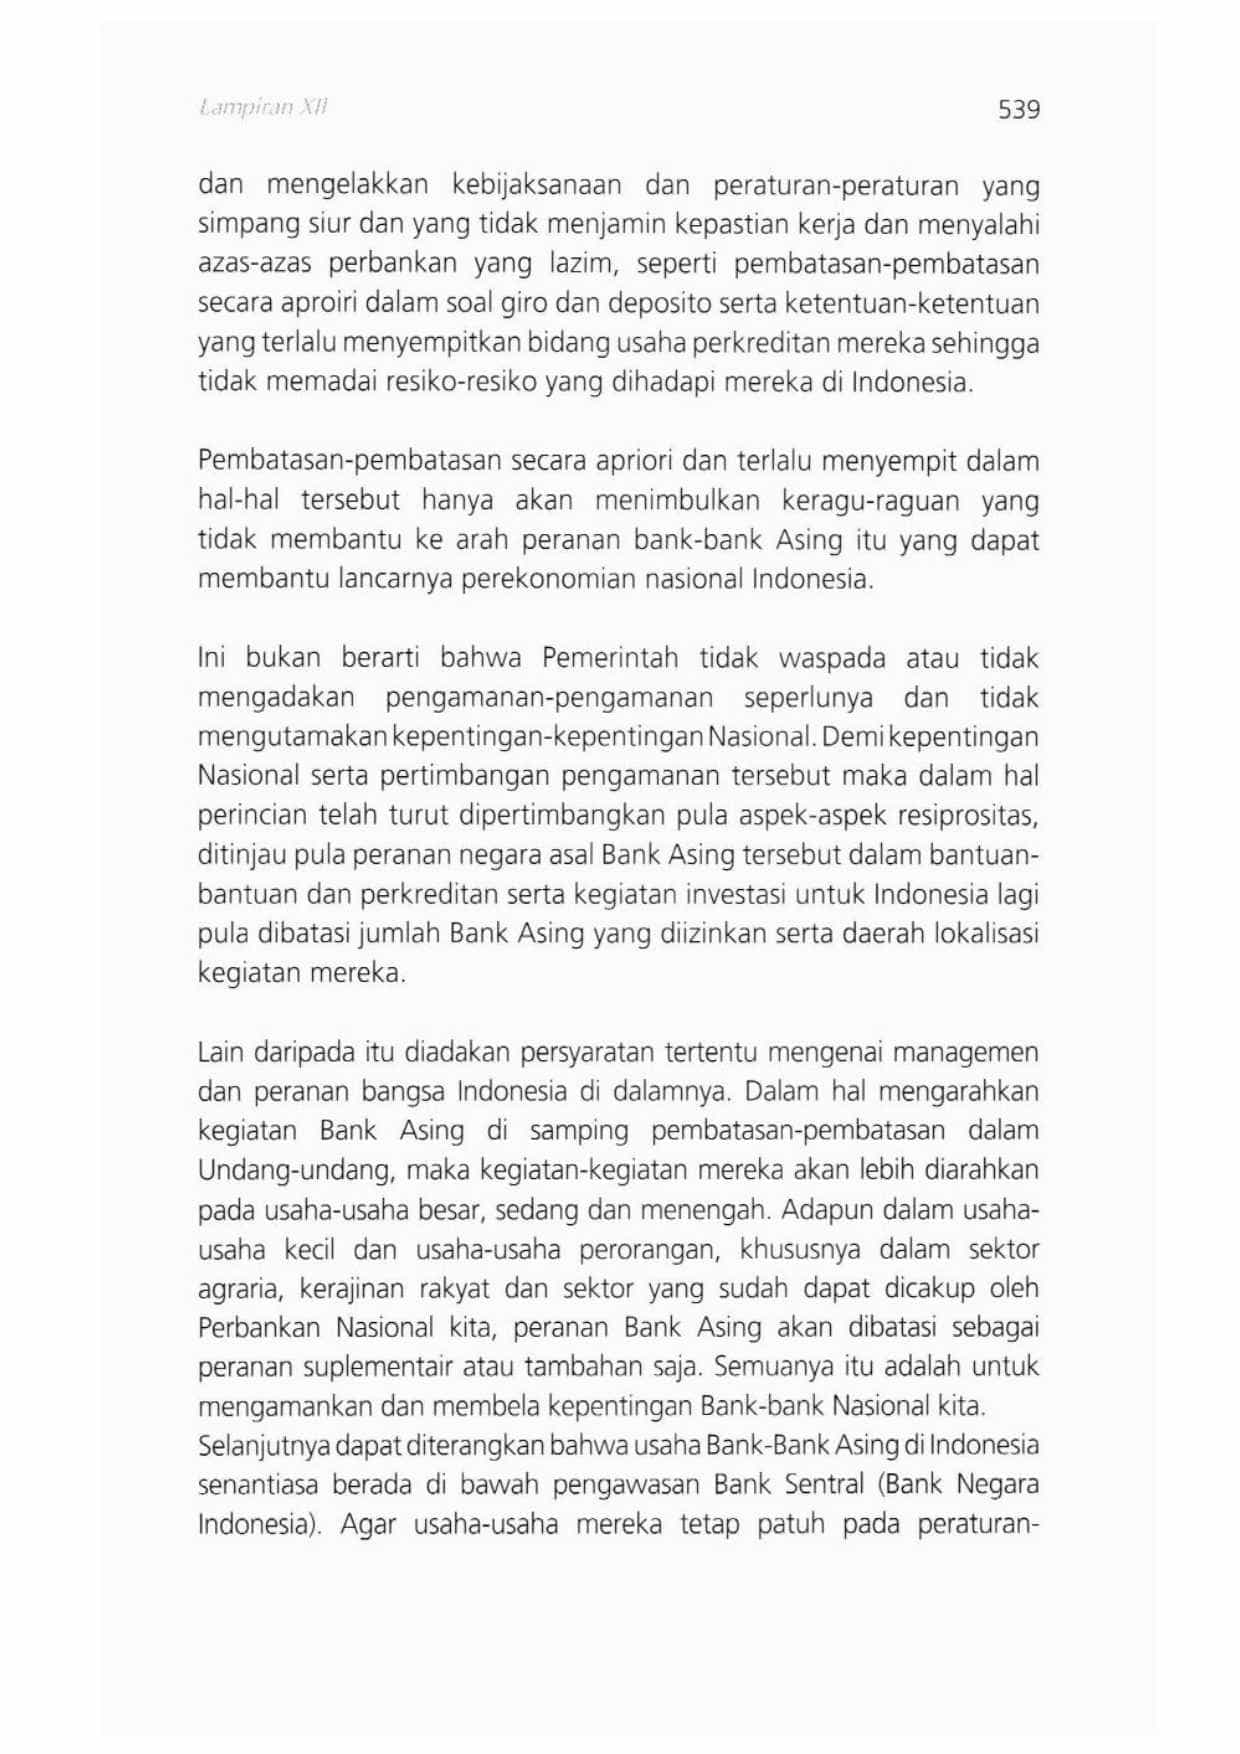 Lampiran XII
539
dan mengelakkan kebijaksanaan dan peraturan-peraturan yang
simpang siur dan yang tidak menjamin kepastian kerja dan menyalahi
azas-azas perbankan yang lazim, seperti pembatasan-pembatasan
secara aproiri dalam soal giro dan deposito serta ketentuan-ketentuan
yang terlalu menyempitkan bidang usaha perkreditan mereka sehingga
tidak memadai resiko-resiko yang dihadapi mereka di Indonesia.
Pembatasan-pembatasan secara apriori dan terlalu menyempit dalam
hal-hal tersebut hanya akan menimbulkan keragu-raguan yang
tidak membantu ke arah peranan bank-bank Asing itu yang dapat
membantu lancarnya perekonomian nasional Indonesia.
Ini bukan berarti bahwa Pemerintah tidak waspada atau tidak
mengadakan pengamanan-pengamanan seperlunya dan tidak
mengutamakan kepentingan-kepentingan Nasional. Demi kepentingan
Nasional serta pertimbangan pengamanan tersebut maka dalam hal
perincian telah turut dipertimbangkan pula aspek-aspek resiprositas,
ditinjau pula peranan negara asal Bank Asing tersebut dalam bantuan-
bantuan dan perkreditan serta kegiatan investasi untuk Indonesia lagi
pula dibatasi jumlah Bank Asing yang diizinkan serta daerah lokalisasi
kegiatan mereka.
Lain daripada itu diadakan persyaratan tertentu mengenai managemen
dan peranan bangsa Indonesia di dalamnya. Dalam hal mengarahkan
kegiatan Bank Asing di samping pembatasan-pembatasan dalam
Undang-undang, maka kegiatan-kegiatan mereka akan lebih diarahkan
pada usaha-usaha besar, sedang dan menengah. Adapun dalam usaha-
usaha kecil dan usaha-usaha perorangan, khususnya dalam sektor
agraria, kerajinan rakyat dan sektor yang sudah dapat dicakup oleh
Perbankan Nasional kita, peranan Bank Asing akan dibatasi sebagai
peranan suplementair atau tambahan saja. Semuanya itu adalah untuk
mengamankan dan membela kepentingan Bank-bank Nasional kita.
Selanjutnya dapat diterangkan bahwa usaha Bank-Bank Asing di Indonesia
senantiasa berada di bawah pengawasan Bank Sentral (Bank Negara
Indonesia). Agar usaha-usaha mereka tetap patuh pada peraturan-